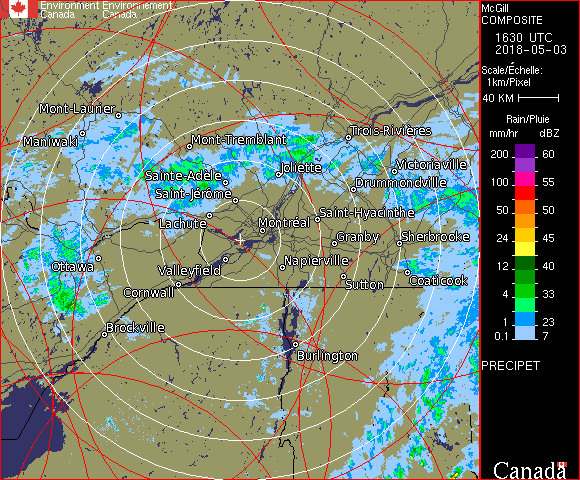 Environment Environnement
Canada Canada
McGill
COMPOSITE
1630 UTC
2018-05-03
Scale/Échelle:
1km/Pixel
40 KM
Rain/Pluie
mm/hr dBZ
200 60
100 55
50 50
24 45
12 40
4 33
1 23
0.1 7
PRECIPET
Canada
Mont-Laurier
Maniwaki
Mont-Tremblant
Trois-Rivières
Victoriaville
Sainte-Adèle
Joliette
Drummondville
Saint-Jérôme
Lachute
Montréal
Saint-Hyacinthe
Granby
Sherbrooke
Ottawa
Valleyfield
Napierville
Cornwall
Sutton
Coaticook
Brockville
Burlington